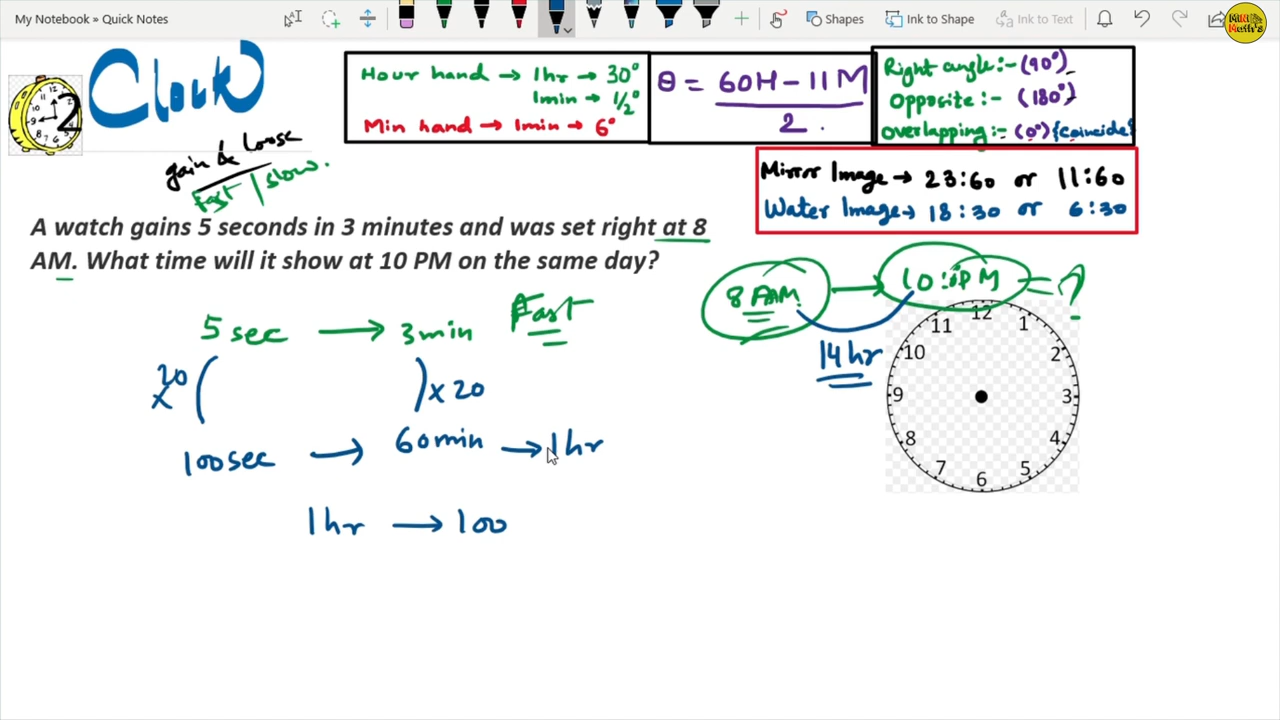 My Notebook » Quick Notes
Shapes
Ink to Shape
Ink to Text
Mini
Math's
Clock
2
gain & loose
fast / slow.
Hour hand → 1hr → 30°
1min → 1/2°
Min hand → 1min → 6°
θ = 60H - 11M
2.
Right angle:- (90°)
Opposite :- (180°)
overlapping :- (0°) {coincide}
Mirror Image → 23:60 or 11:60
Water Image → 18:30 or 6:30
A watch gains 5 seconds in 3 minutes and was set right at 8
AM. What time will it show at 10 PM on the same day?
8 AM → 10:PM = ?
14 hr
5 sec → 3 min Fast
20 × ( ) × 20
100 sec → 60 min → 1 hr
1 hr → 100
12
11 1
10 2
9 3
8 4
7 5
6